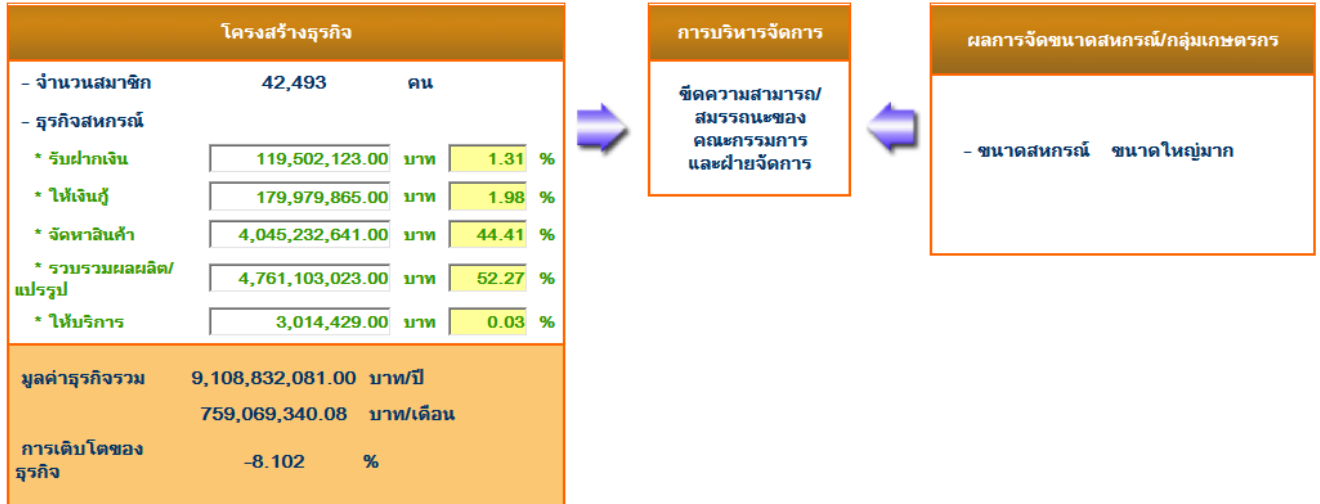 โครงสร้างธุรกิจ
– จำนวนสมาชิก 42,493 คน
– ธุรกิจสหกรณ์
* รับฝากเงิน 119,502,123.00 บาท 1.31 %
* ให้เงินกู้ 179,979,865.00 บาท 1.98 %
* จัดหาสินค้า 4,045,232,641.00 บาท 44.41 %
* รวบรวมผลผลิต/
แปรรูป 4,761,103,023.00 บาท 52.27 %
* ให้บริการ 3,014,429.00 บาท 0.03 %
มูลค่าธุรกิจรวม 9,108,832,081.00 บาท/ปี
759,069,340.08 บาท/เดือน
การเติบโตของ
ธุรกิจ -8.102 %
การบริหารจัดการ
ขีดความสามารถ/
สมรรถนะของ
คณะกรรมการ
และฝ่ายจัดการ
ผลการจัดขนาดสหกรณ์/กลุ่มเกษตรกร
– ขนาดสหกรณ์ ขนาดใหญ่มาก